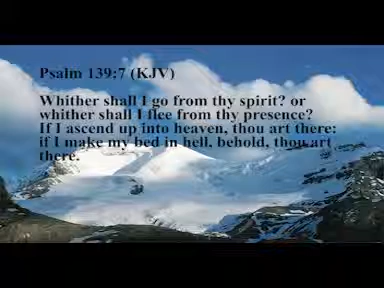 Psalm 139:7 (KJV)
Whither shall I go from thy spirit? or
whither shall I flee from thy presence?
If I ascend up into heaven, thou art there:
if I make my bed in hell, behold, thou art
there.